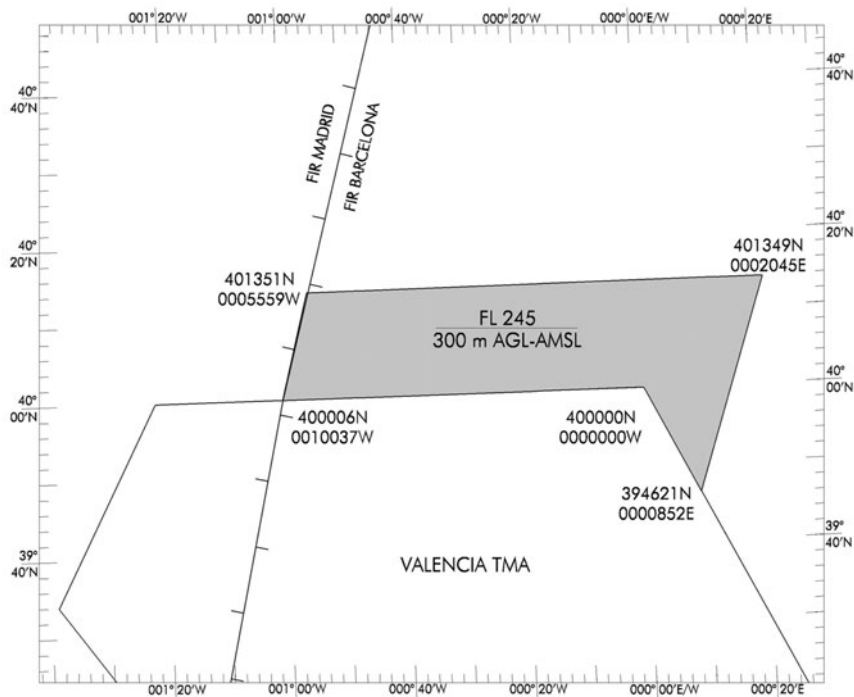 001°20'W 001°00'W 000°40'W 000°20'W 000°00'E/W 000°20'E
40°
40'N
40°
40'N
FIR MADRID
FIR BARCELONA
40°
20'N
40°
20'N
401349N
0002045E
401351N
0005559W
FL 245
300 m AGL-AMSL
40°
00'N
40°
00'N
400006N
0010037W
400000N
0000000W
394621N
0000852E
39°
40'N
39°
40'N
VALENCIA TMA
001°20'W 001°00'W 000°40'W 000°20'W 000°00'E/W 000°20'E